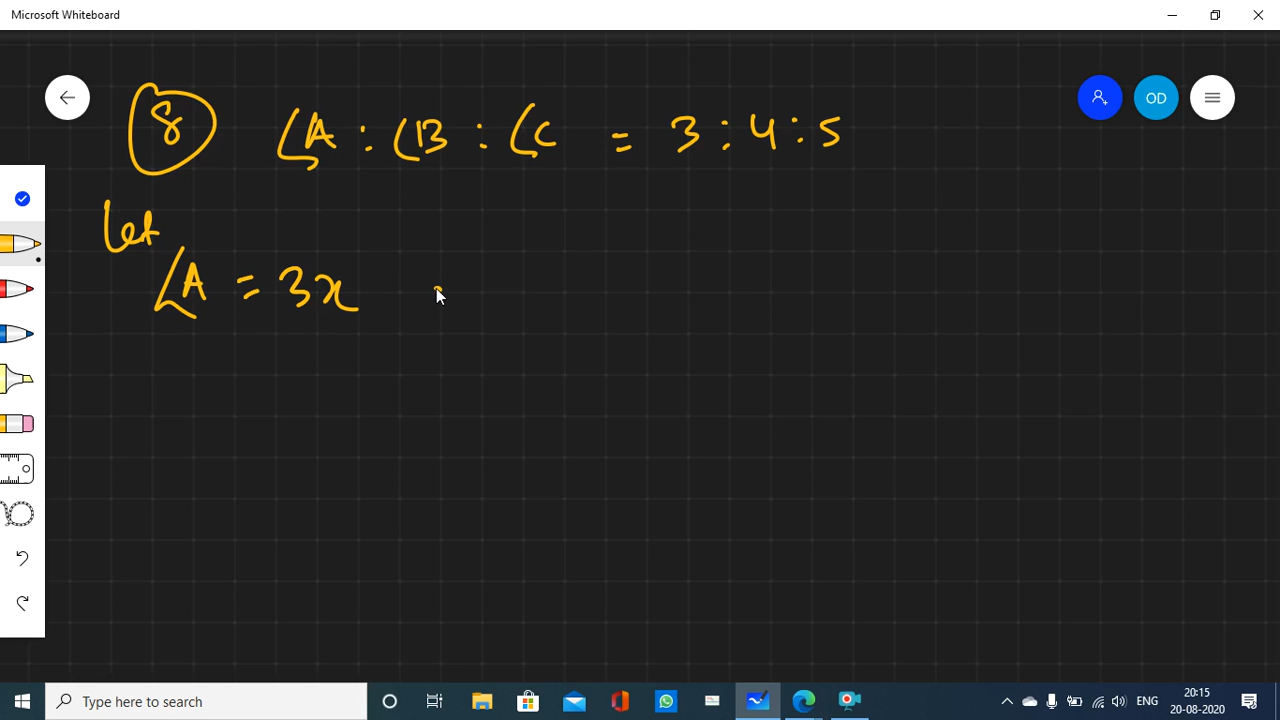 Microsoft Whiteboard
OD
8 ∠A : ∠B : ∠C = 3 : 4 : 5
let
∠A = 3x
Type here to search
ENG
20:15
20-08-2020